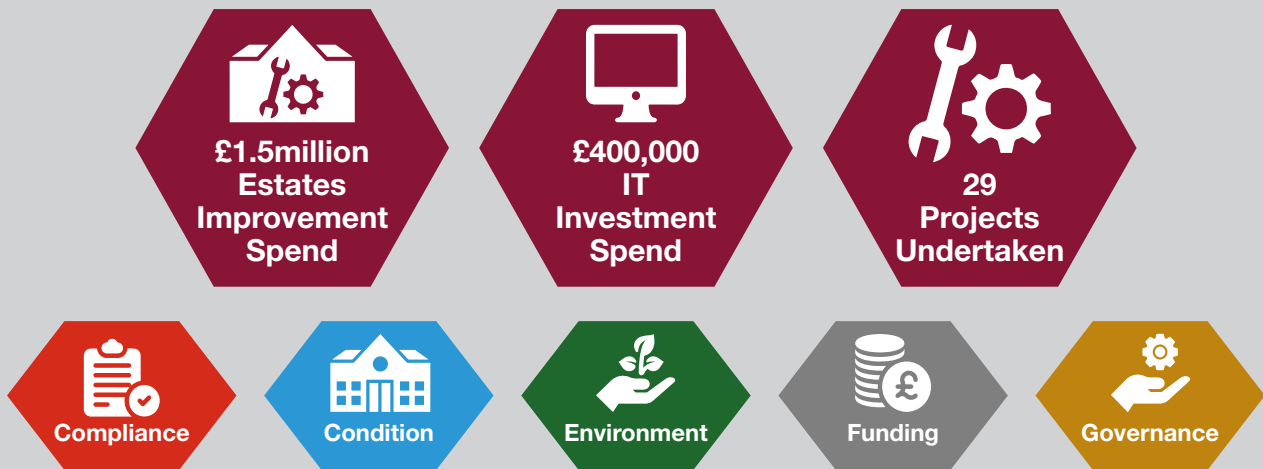 £1.5million
Estates
Improvement
Spend
£400,000
IT
Investment
Spend
29
Projects
Undertaken
Compliance
Condition
Environment
£
Funding
Governance